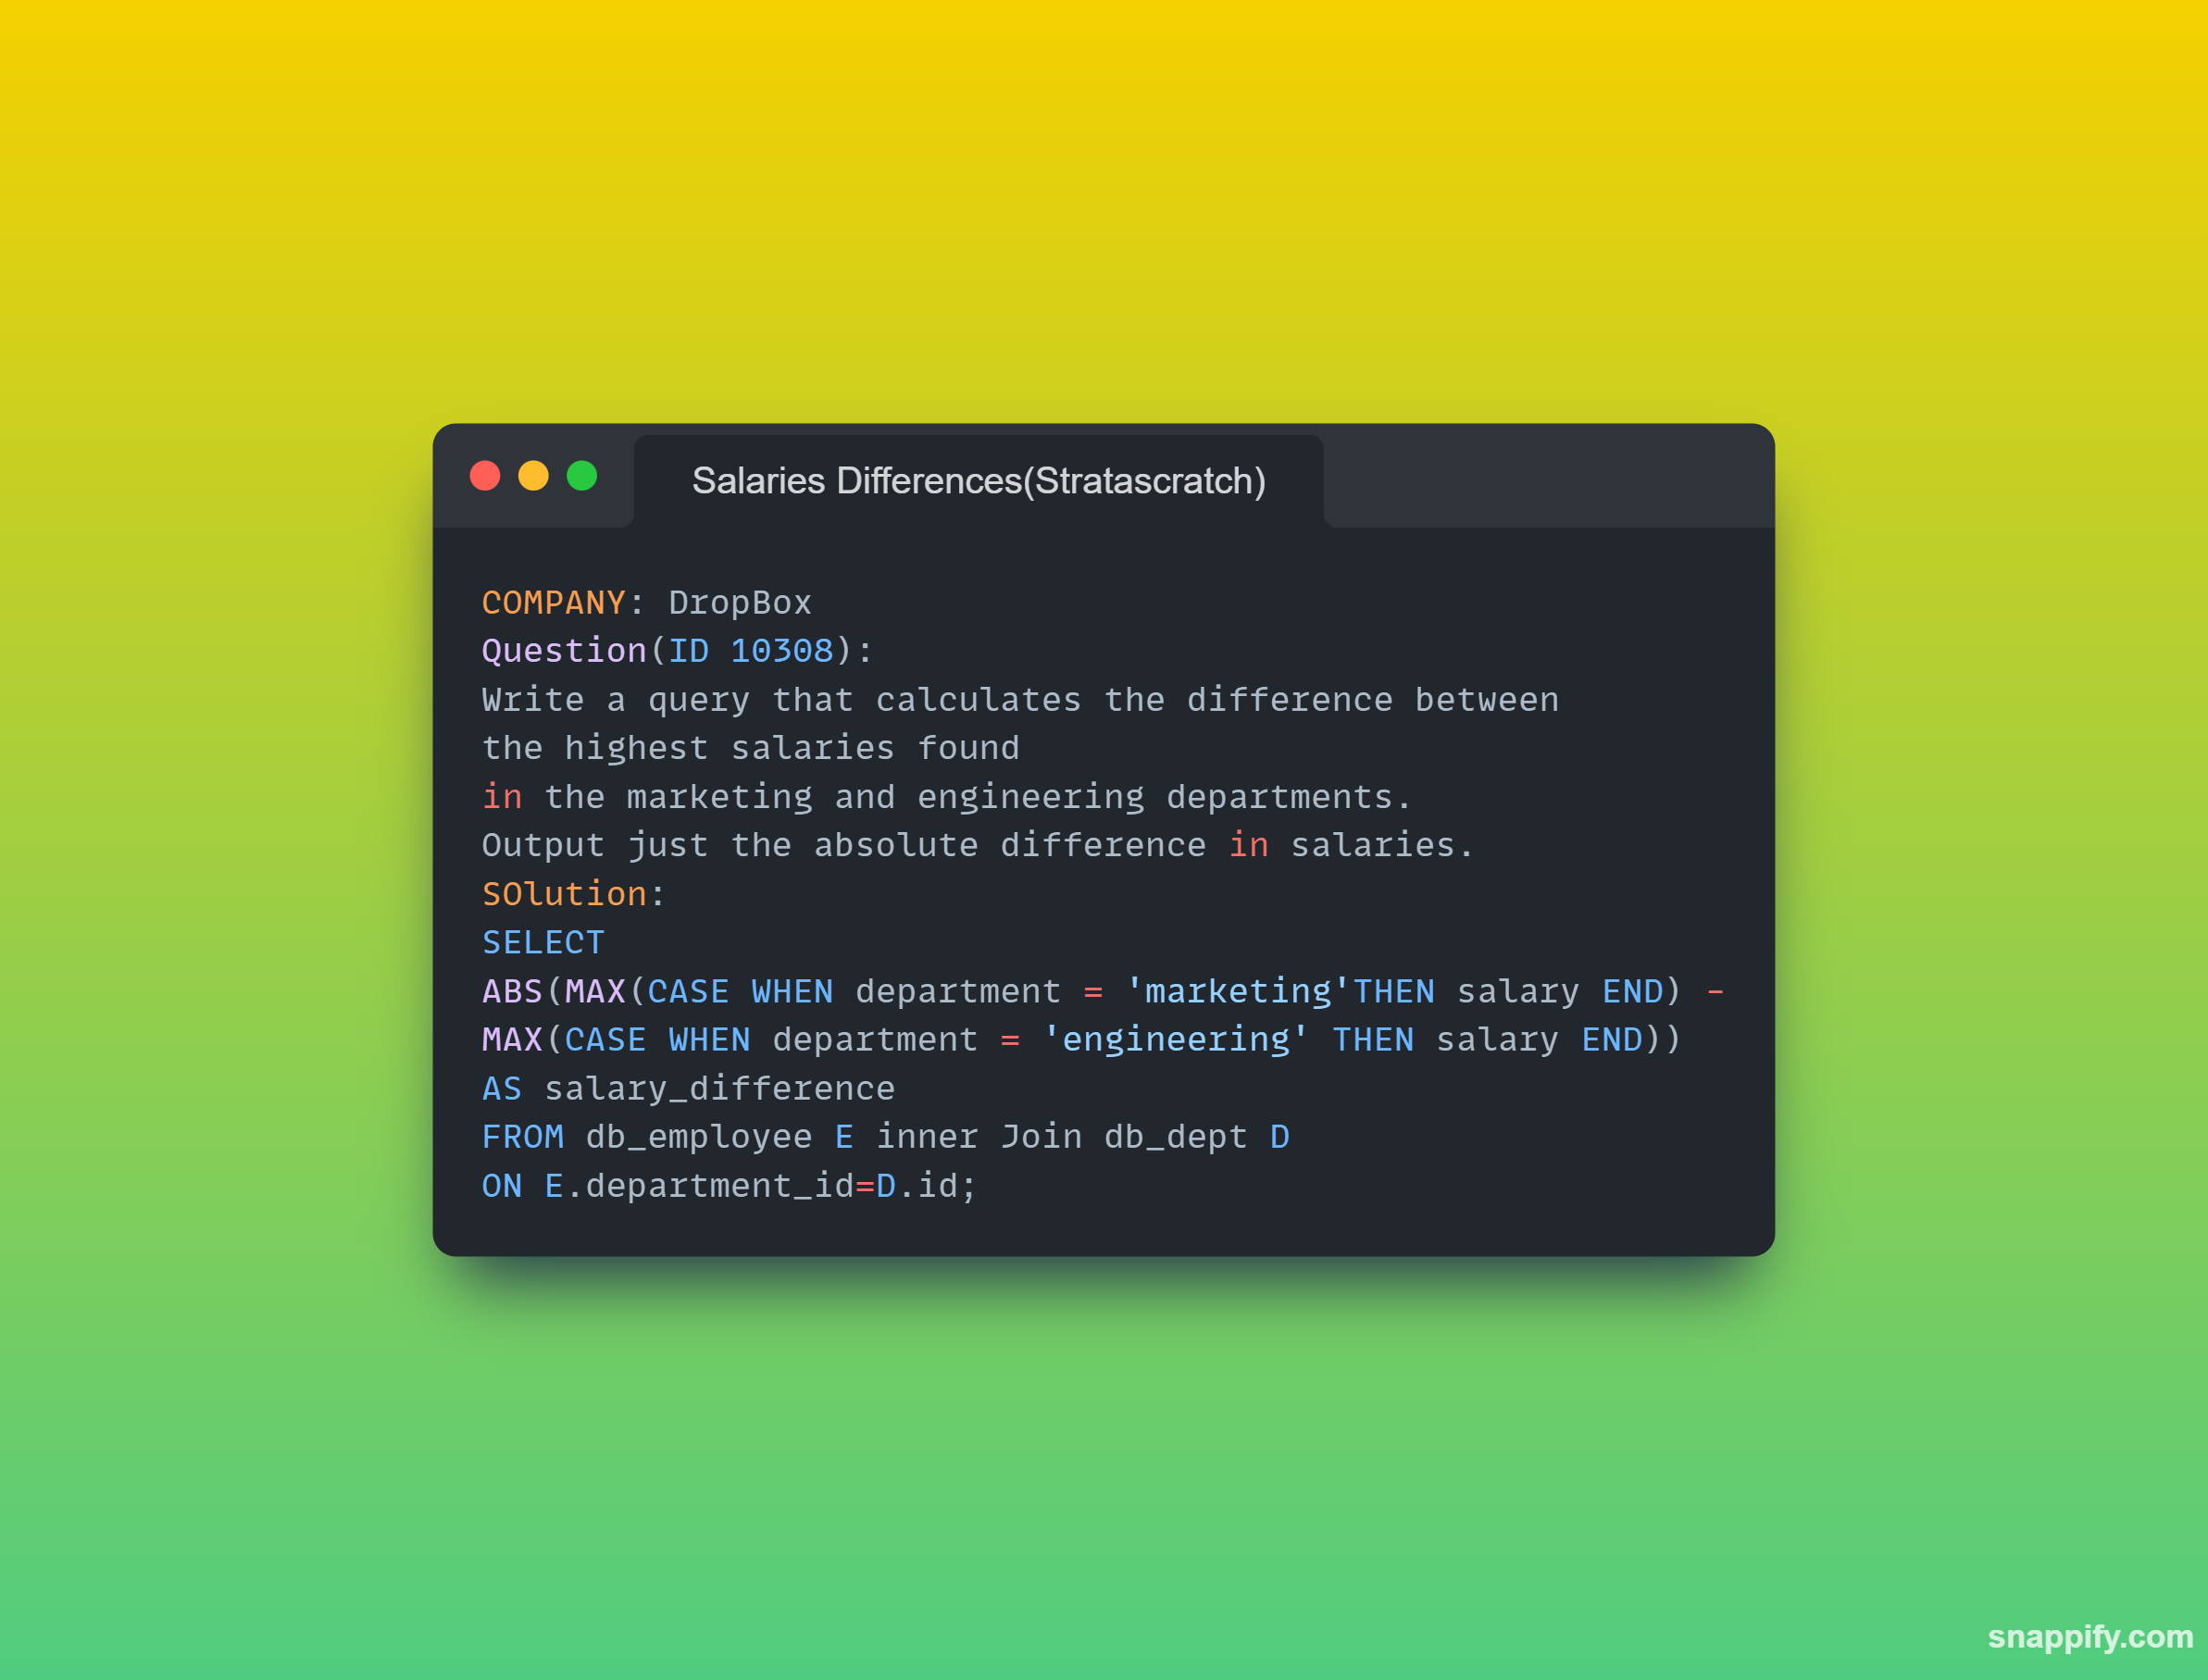 Salaries Differences(Stratascratch)
COMPANY: DropBox
Question(ID 10308):
Write a query that calculates the difference between
the highest salaries found
in the marketing and engineering departments.
Output just the absolute difference in salaries.
SOlution:
SELECT
ABS(MAX(CASE WHEN department = 'marketing'THEN salary END) -
MAX(CASE WHEN department = 'engineering' THEN salary END))
AS salary_difference
FROM db_employee E inner Join db_dept D
ON E.department_id=D.id;
snappify.com